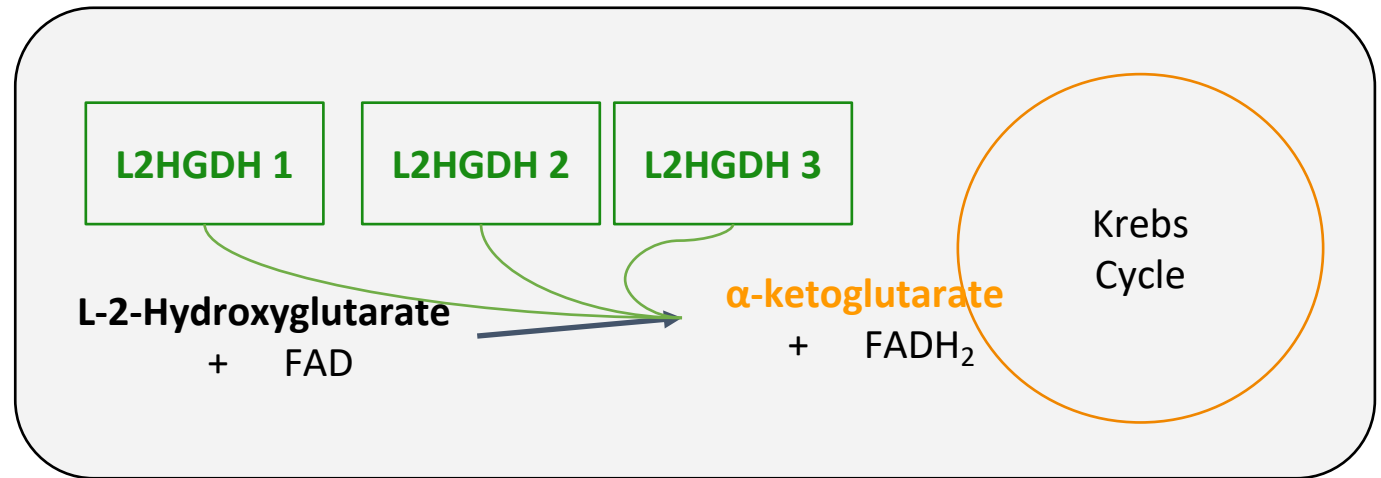 L2HGDH 1
L2HGDH 2
L2HGDH 3
L-2-Hydroxyglutarate
+ FAD
α-ketoglutarate
+ FADH₂
Krebs
Cycle